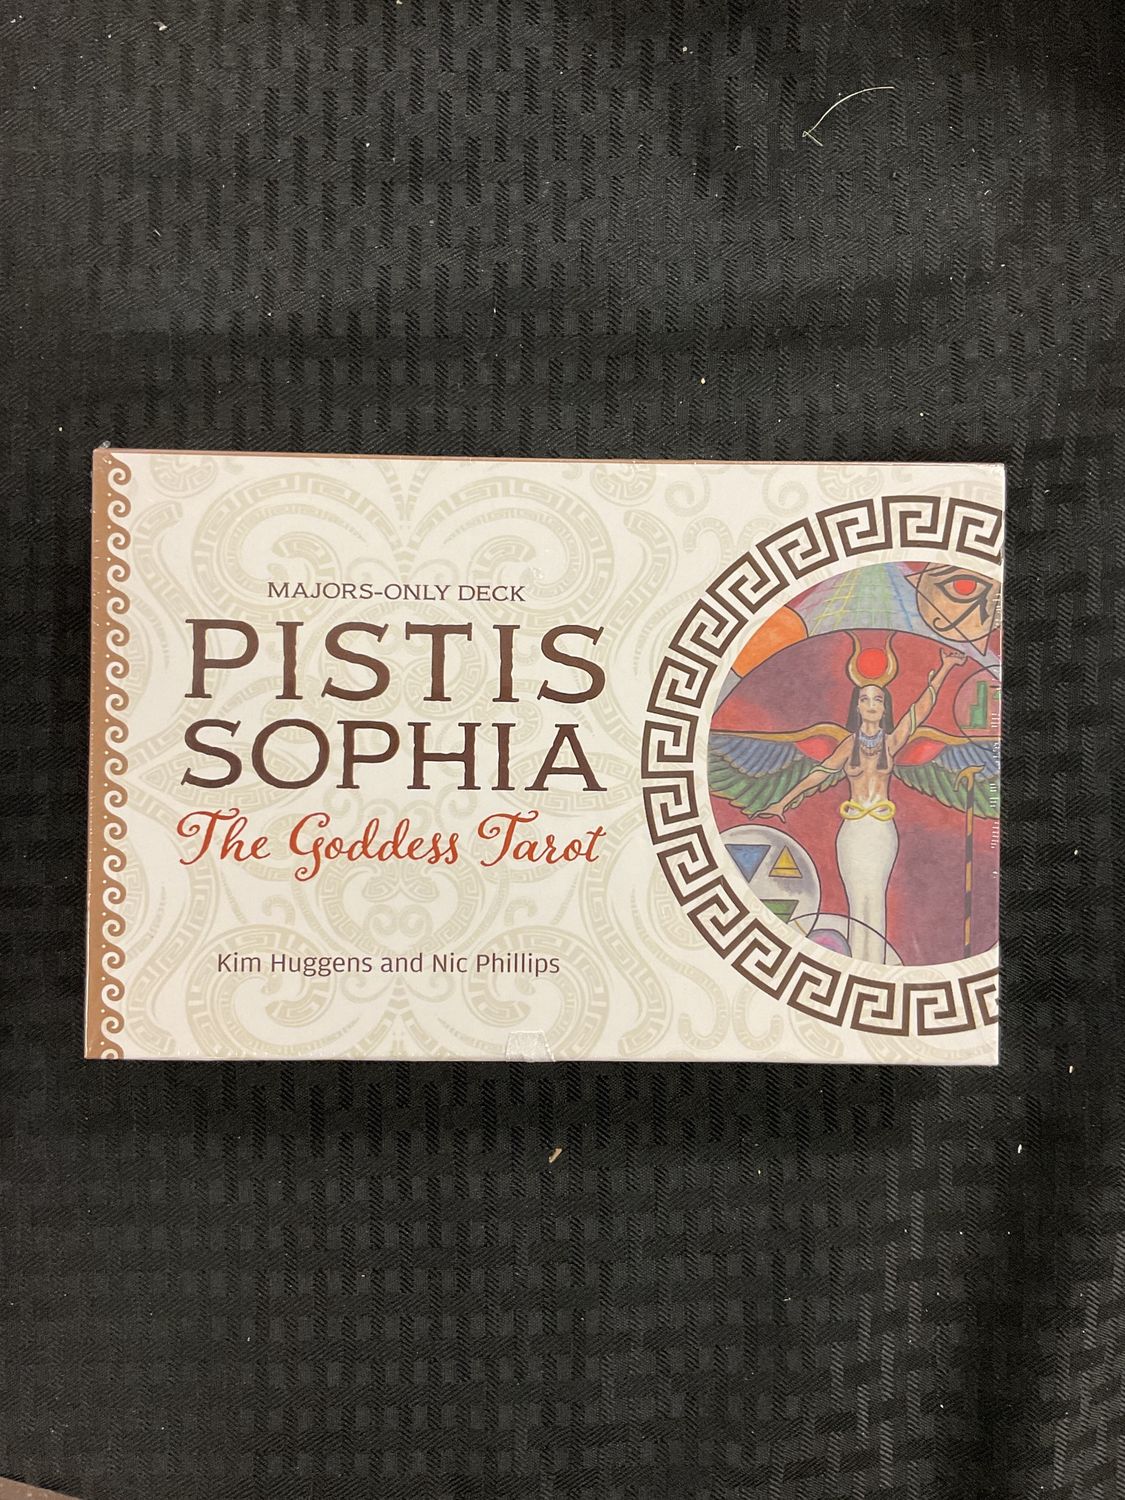 MAJORS-ONLY DECK
PISTIS
SOPHIA
The Goddess Tarot
Kim Huggens and Nic Phillips